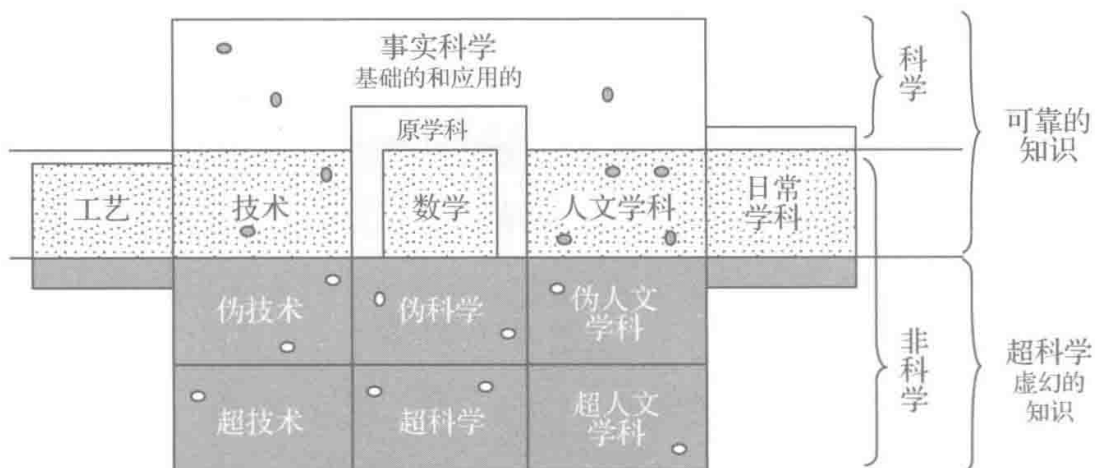 事实科学
基础的和应用的
科学
原学科
可靠的
知识
工艺
技术
数学
人文学科
日常
学科
伪技术
伪科学
伪人文
学科
非科学
超科学
虚幻的
知识
超技术
超科学
超人文
学科